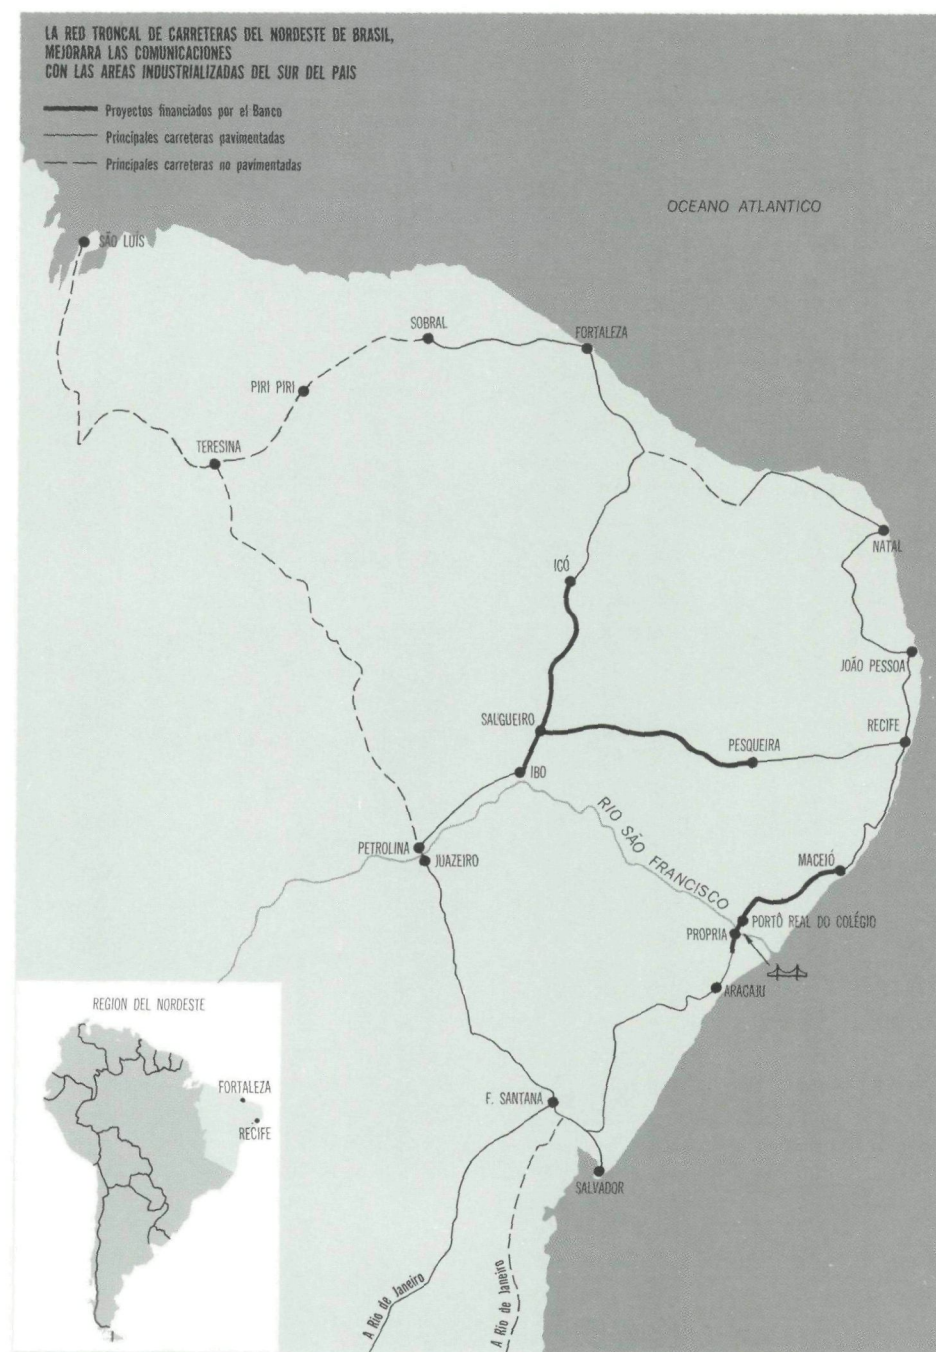 LA RED TRONCAL DE CARRETERAS DEL NORDESTE DE BRASIL,
MEJORARA LAS COMUNICACIONES
CON LAS AREAS INDUSTRIALIZADAS DEL SUR DEL PAIS
Proyectos financiados por el Banco
Principales carreteras pavimentadas
Principales carreteras no pavimentadas
OCEANO ATLANTICO
SÃO LUÍS
SOBRAL
FORTALEZA
PIRI PIRI
TERESINA
NATAL
ICÓ
JOÃO PESSOA
SALGUEIRO
RECIFE
PESQUEIRA
IBO
RIO SÃO FRANCISCO
PETROLINA
JUAZEIRO
MACEIÓ
PORTÔ REAL DO COLÉGIO
PROPRIA
ARACAJU
F. SANTANA
SALVADOR
A Rio de Janeiro
A Rio de Janeiro
REGION DEL NORDESTE
FORTALEZA
RECIFE